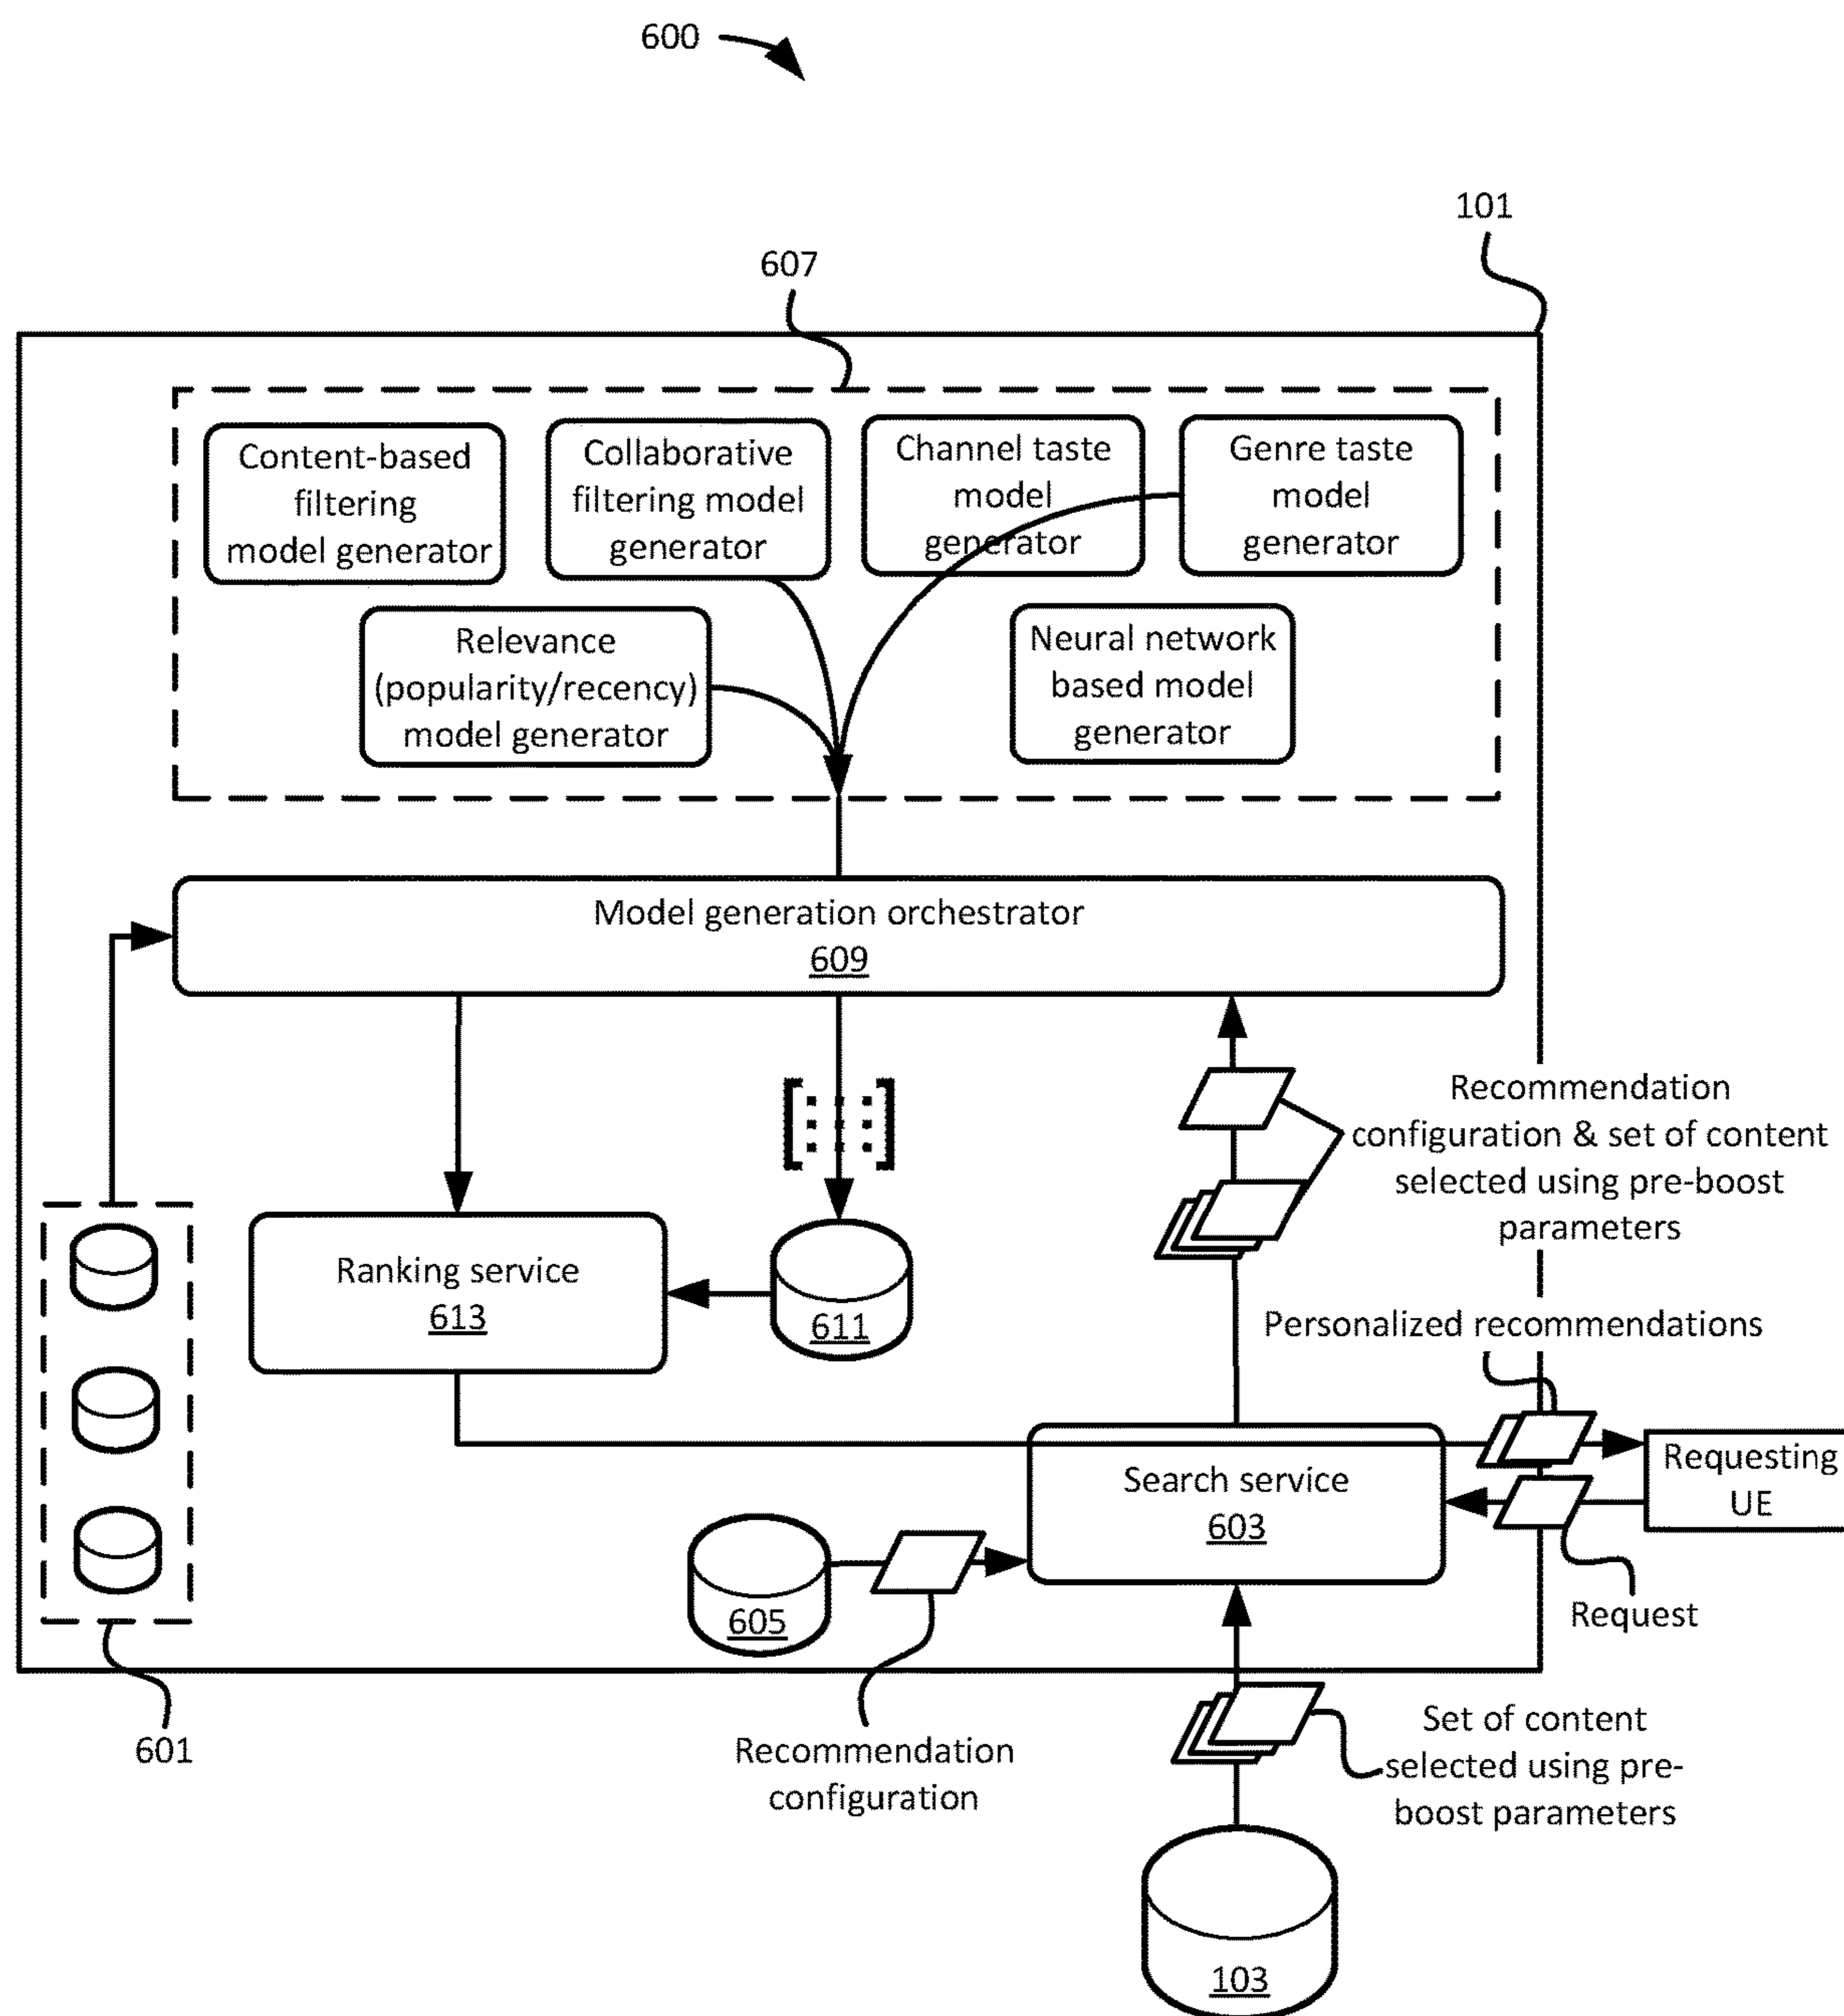 600
101
607
Content-based
filtering
model generator
Collaborative
filtering model
generator
Channel taste
model
generator
Genre taste
model
generator
Relevance
(popularity/recency)
model generator
Neural network
based model
generator
Model generation orchestrator
609
Recommendation
configuration & set of content
selected using pre-boost
parameters
Ranking service
613
611
Personalized recommendations
Search service
603
Requesting
UE
605
Request
601
Recommendation
configuration
Set of content
selected using pre-
boost parameters
103